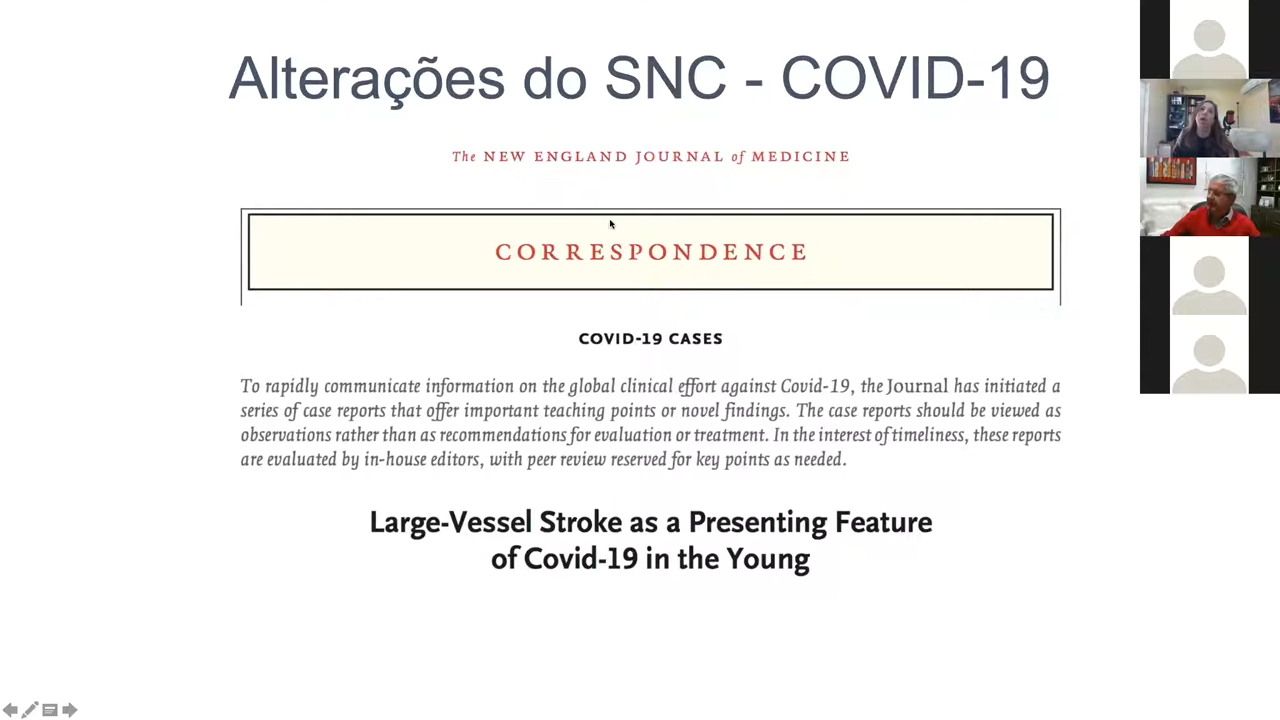 Alterações do SNC - COVID-19
The NEW ENGLAND JOURNAL of MEDICINE
CORRESPONDENCE
COVID-19 CASES
To rapidly communicate information on the global clinical effort against Covid-19, the Journal has initiated a
series of case reports that offer important teaching points or novel findings. The case reports should be viewed as
observations rather than as recommendations for evaluation or treatment. In the interest of timeliness, these reports
are evaluated by in-house editors, with peer review reserved for key points as needed.
Large-Vessel Stroke as a Presenting Feature
of Covid-19 in the Young